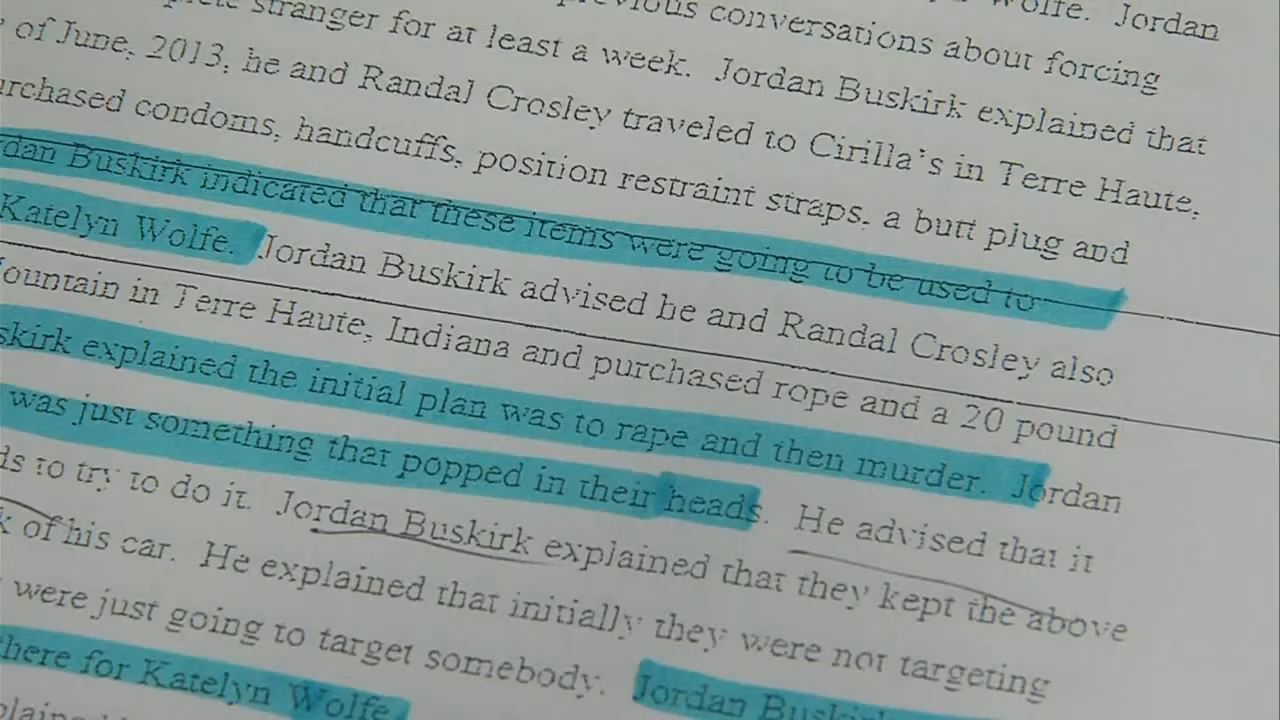 Wolfe. Jordan
stranger for at least a week. previous conversations about forcing
of June, 2013, he and Randal Crosley traveled to Cirilla's in Terre Haute, Jordan Buskirk explained that
purchased condoms, handcuffs, position restraint straps, a butt plug and
rdan Buskirk indicated that these items were going to be used to
Katelyn Wolfe. Jordan Buskirk advised he and Randal Crosley also
ountain in Terre Haute, Indiana and purchased rope and a 20 pound
skirk explained the initial plan was to rape and then murder. Jordan
was just something that popped in their heads. He advised that it
ds to try to do it. Jordan Buskirk explained that they kept the above
k of his car. He explained that initially they were not targeting
were just going to target somebody. Jordan Buskirk
here for Katelyn Wolfe.